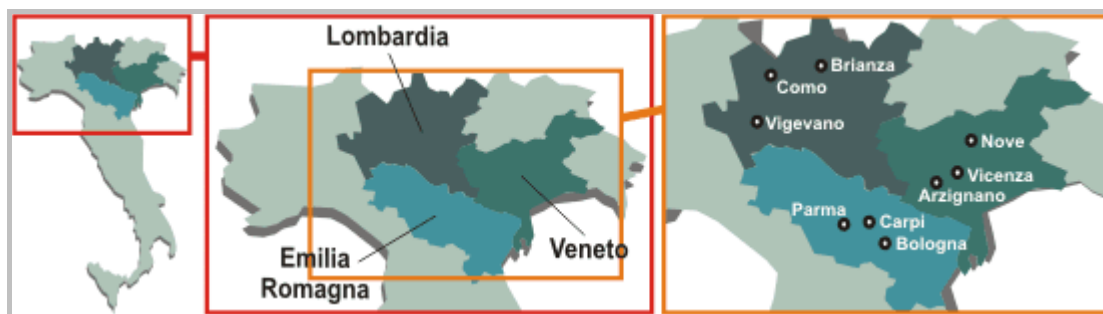 Lombardia
Emilia
Romagna
Veneto
Brianza
Como
Vigevano
Nove
Vicenza
Arzignano
Parma
Carpi
Bologna